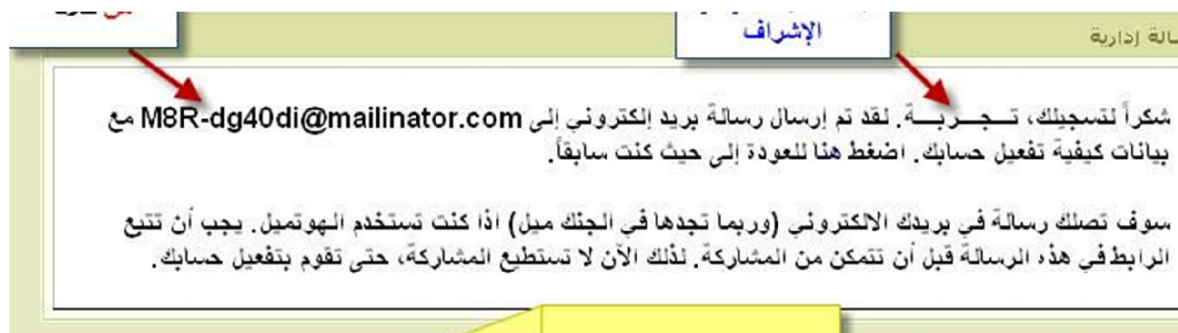 من
الإشراف
سالة إدارية
شكراً لتسجيلك، تـــجـــربـــة. لقد تم إرسال رسالة بريد إلكتروني إلى M8R-dg40di@mailinator.com مع
بيانات كيفية تفعيل حسابك. اضغط هنا للعودة إلى حيث كنت سابقاً.
سوف تصلك رسالة في بريدك الالكتروني (وربما تجدها في الجنك ميل) اذا كنت تستخدم الهوتميل. يجب أن تتبع
الرابط في هذه الرسالة قبل أن تتمكن من المشاركة. لذلك الآن لا تستطيع المشاركة، حتى تقوم بتفعيل حسابك.